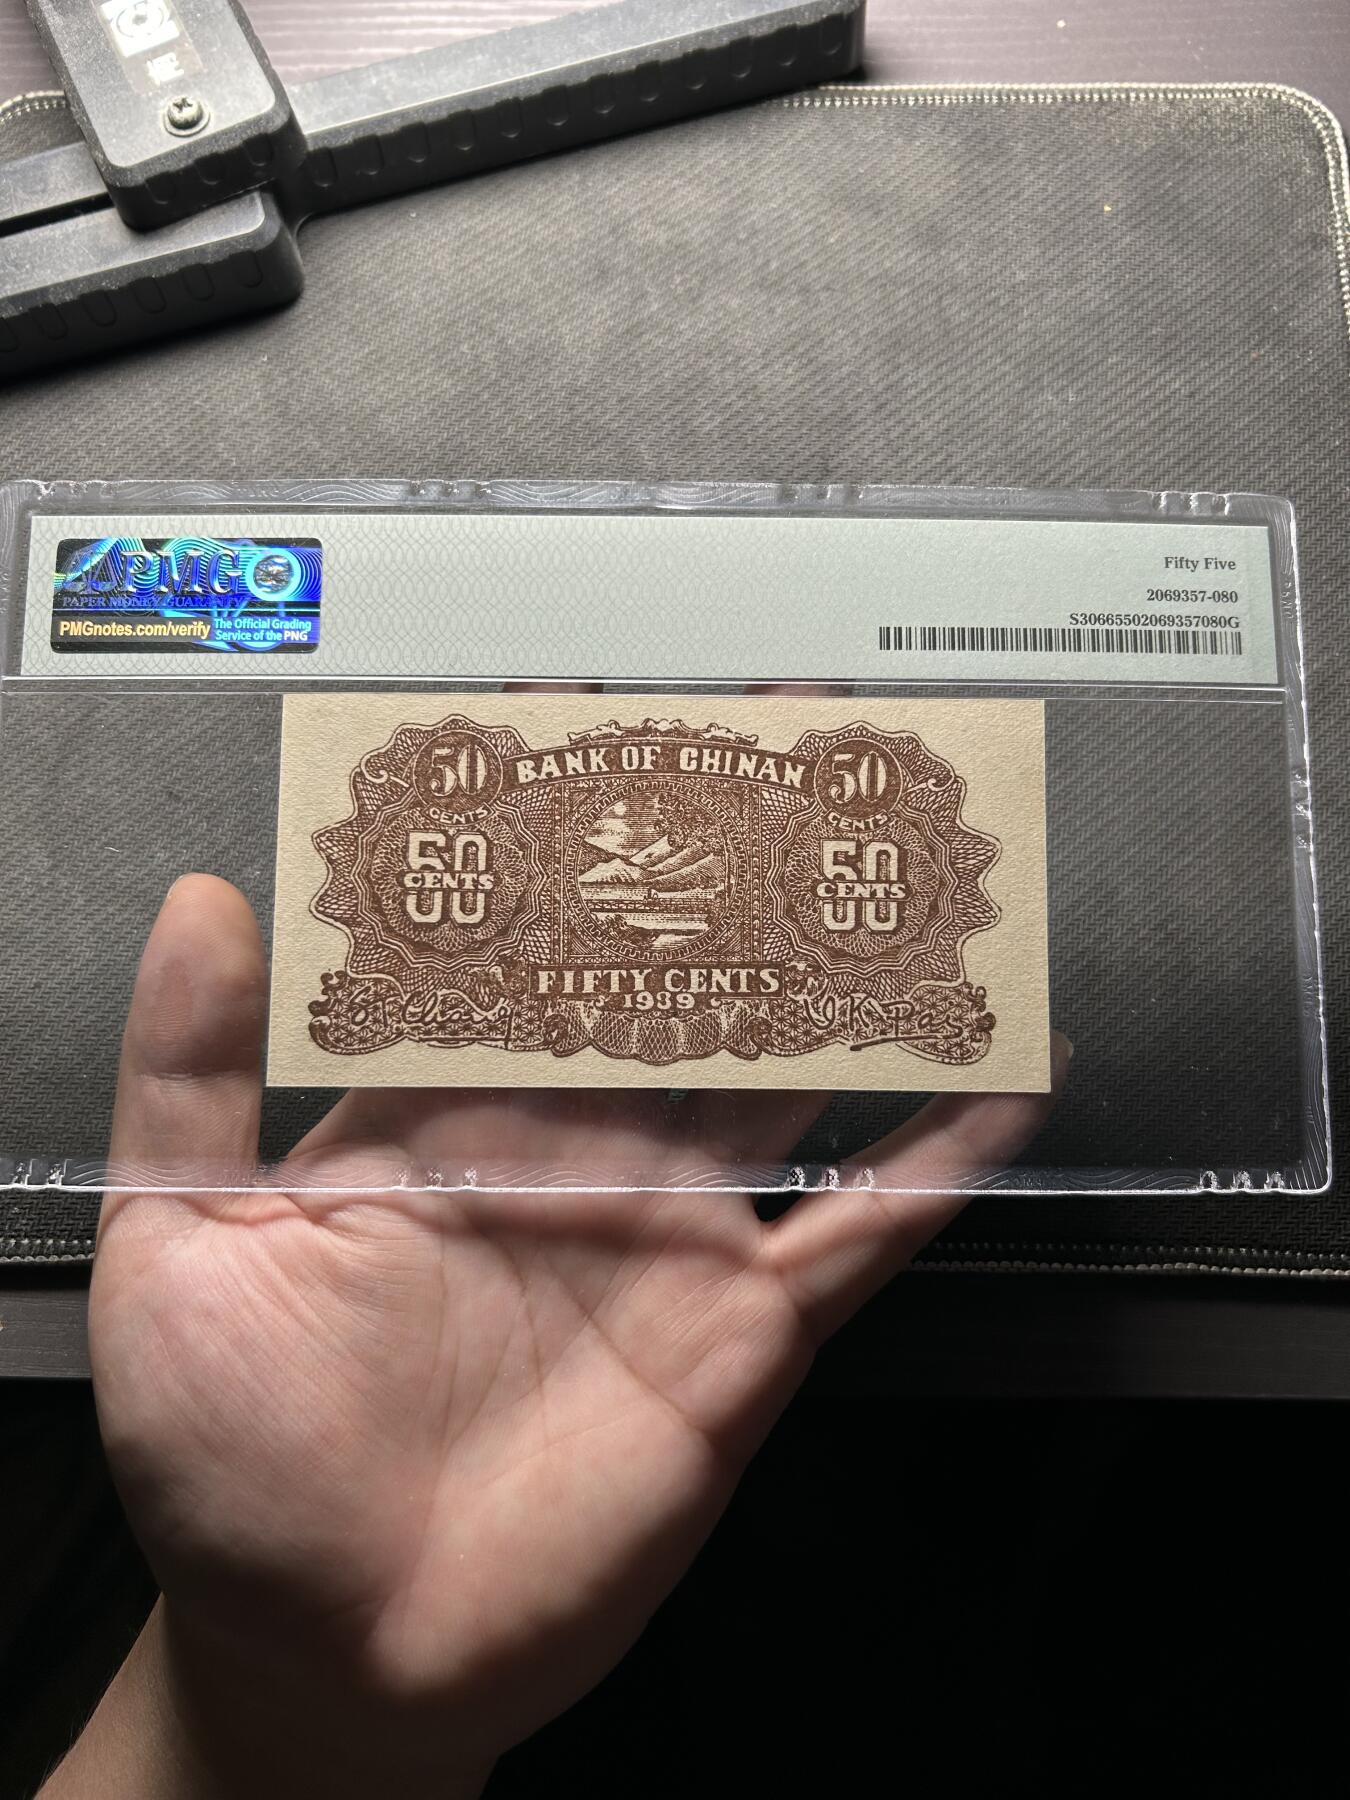 PMG
PAPER MONEY GUARANTY
PMGnotes.com/verify
The Official Grading
Service of the PNG
Fifty Five
2069357-080
S30665502069357080G
BANK OF CHINAN
50
CENTS
50
CENTS
50
CENTS
50
CENTS
FIFTY CENTS
1939